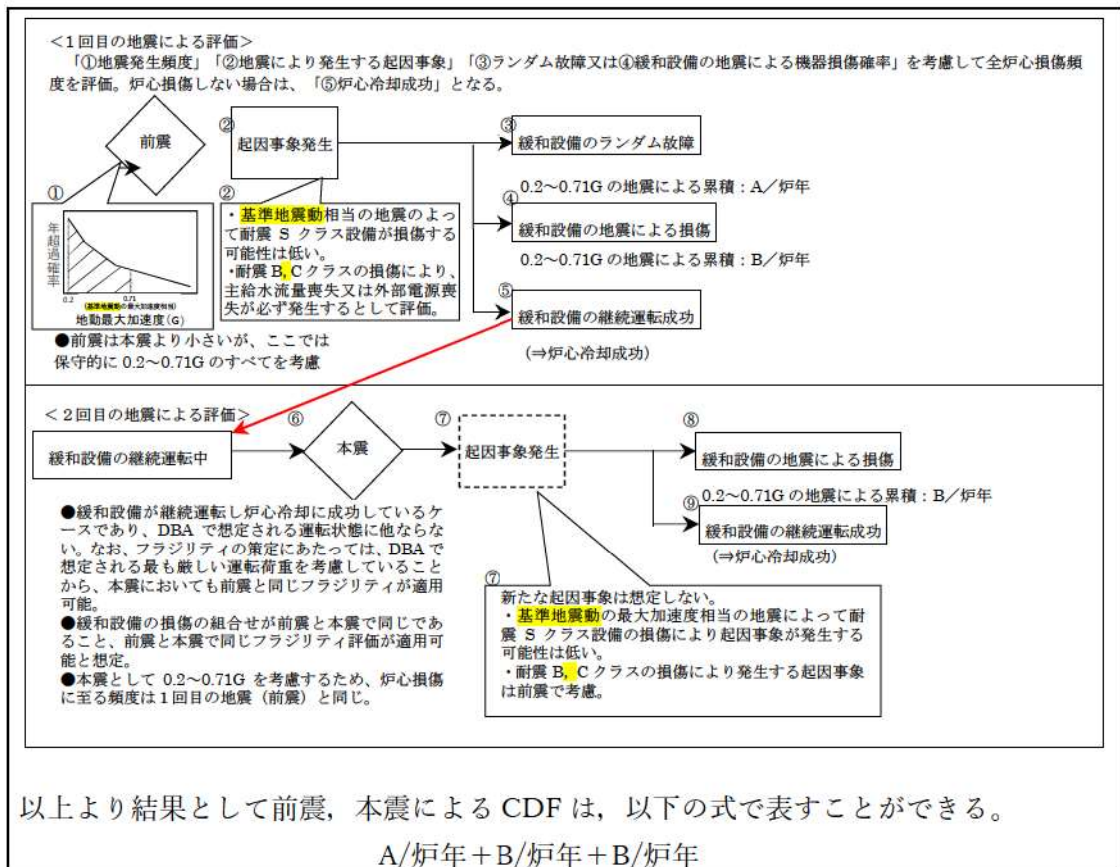 ＜1回目の地震による評価＞
「①地震発生頻度」「②地震により発生する起因事象」「③ランダム故障又は④緩和設備の地震による機器損傷確率」を考慮して全炉心損傷頻
度を評価。炉心損傷しない場合は、「⑤炉心冷却成功」となる。
前震
②
起因事象発生
③
緩和設備のランダム故障
0.2～0.71Gの地震による累積：A／炉年
④
緩和設備の地震による損傷
0.2～0.71Gの地震による累積：B／炉年
⑤
緩和設備の継続運転成功
(⇒炉心冷却成功)
①
年超過確率
0.2
0.71
(基準地震動の最大加速度相当)
地動最大加速度(G)
②
・基準地震動相当の地震のよっ
て耐震 S クラス設備が損傷する
可能性は低い。
・耐震 B, C クラスの損傷により、
主給水流量喪失又は外部電源喪
失が必ず発生するとして評価。
●前震は本震より小さいが、ここでは
保守的に 0.2～0.71G のすべてを考慮
＜2回目の地震による評価＞
緩和設備の継続運転中
⑥
本震
⑦
起因事象発生
⑧
緩和設備の地震による損傷
0.2～0.71G の地震による累積：B／炉年
⑨
緩和設備の継続運転成功
(⇒炉心冷却成功)
●緩和設備が継続運転し炉心冷却に成功しているケ
ースであり、DBA で想定される運転状態に他なら
ない。なお、フラジリティの策定にあたっては、DBA で
想定される最も厳しい運転荷重を考慮しているこ
とから、本震においても前震と同じフラジリティが適用
可能。
●緩和設備の損傷の組合せが前震と本震で同じであ
ること、前震と本震で同じフラジリティ評価が適用可
能と想定。
●本震として 0.2～0.71G を考慮するため、炉心損傷
に至る頻度は１回目の地震（前震）と同じ。
⑦
新たな起因事象は想定しない。
・基準地震動の最大加速度相当の地震によって耐
震 S クラス設備の損傷により起因事象が発生する
可能性は低い。
・耐震 B, C クラスの損傷により発生する起因事象
は前震で考慮。
以上より結果として前震，本震による CDF は，以下の式で表すことができる。
A/炉年＋B/炉年＋B/炉年